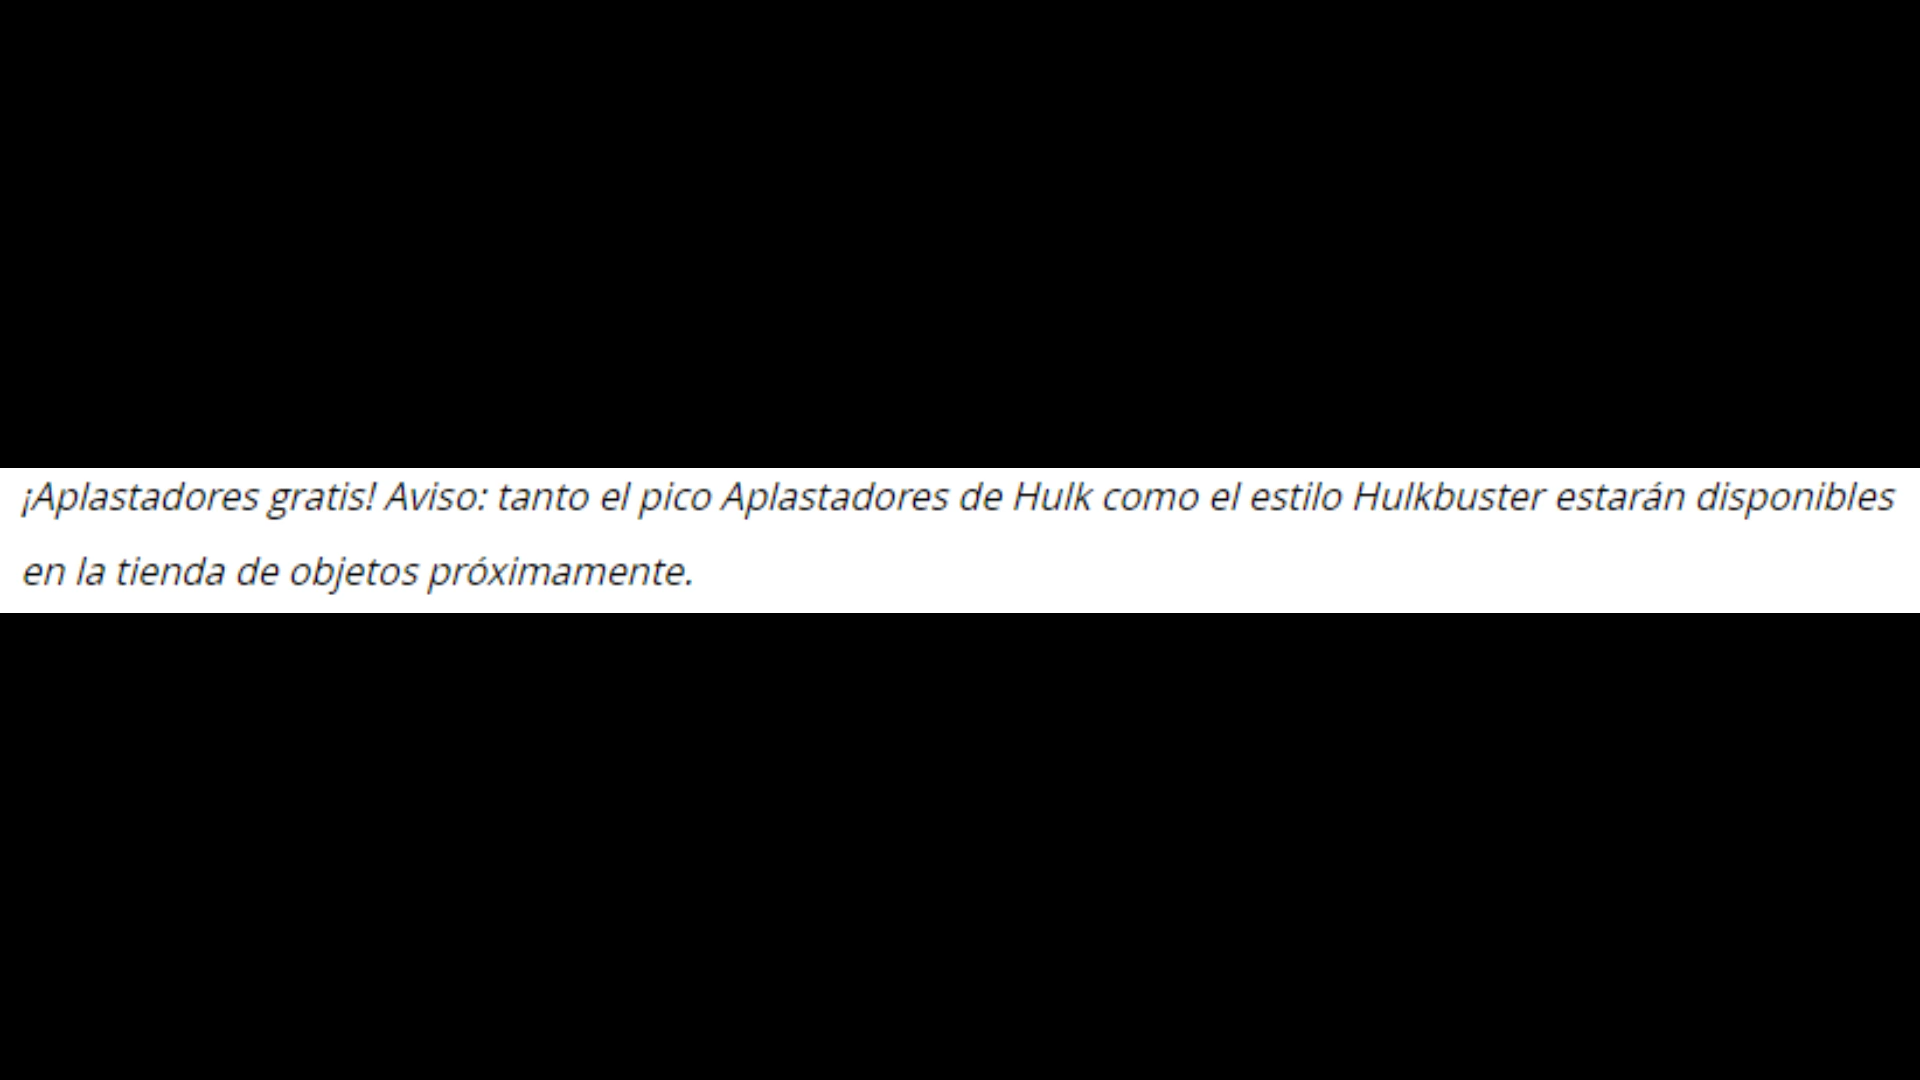 ¡Aplastadores gratis! Aviso: tanto el pico Aplastadores de Hulk como el estilo Hulkbuster estarán disponibles
en la tienda de objetos próximamente.